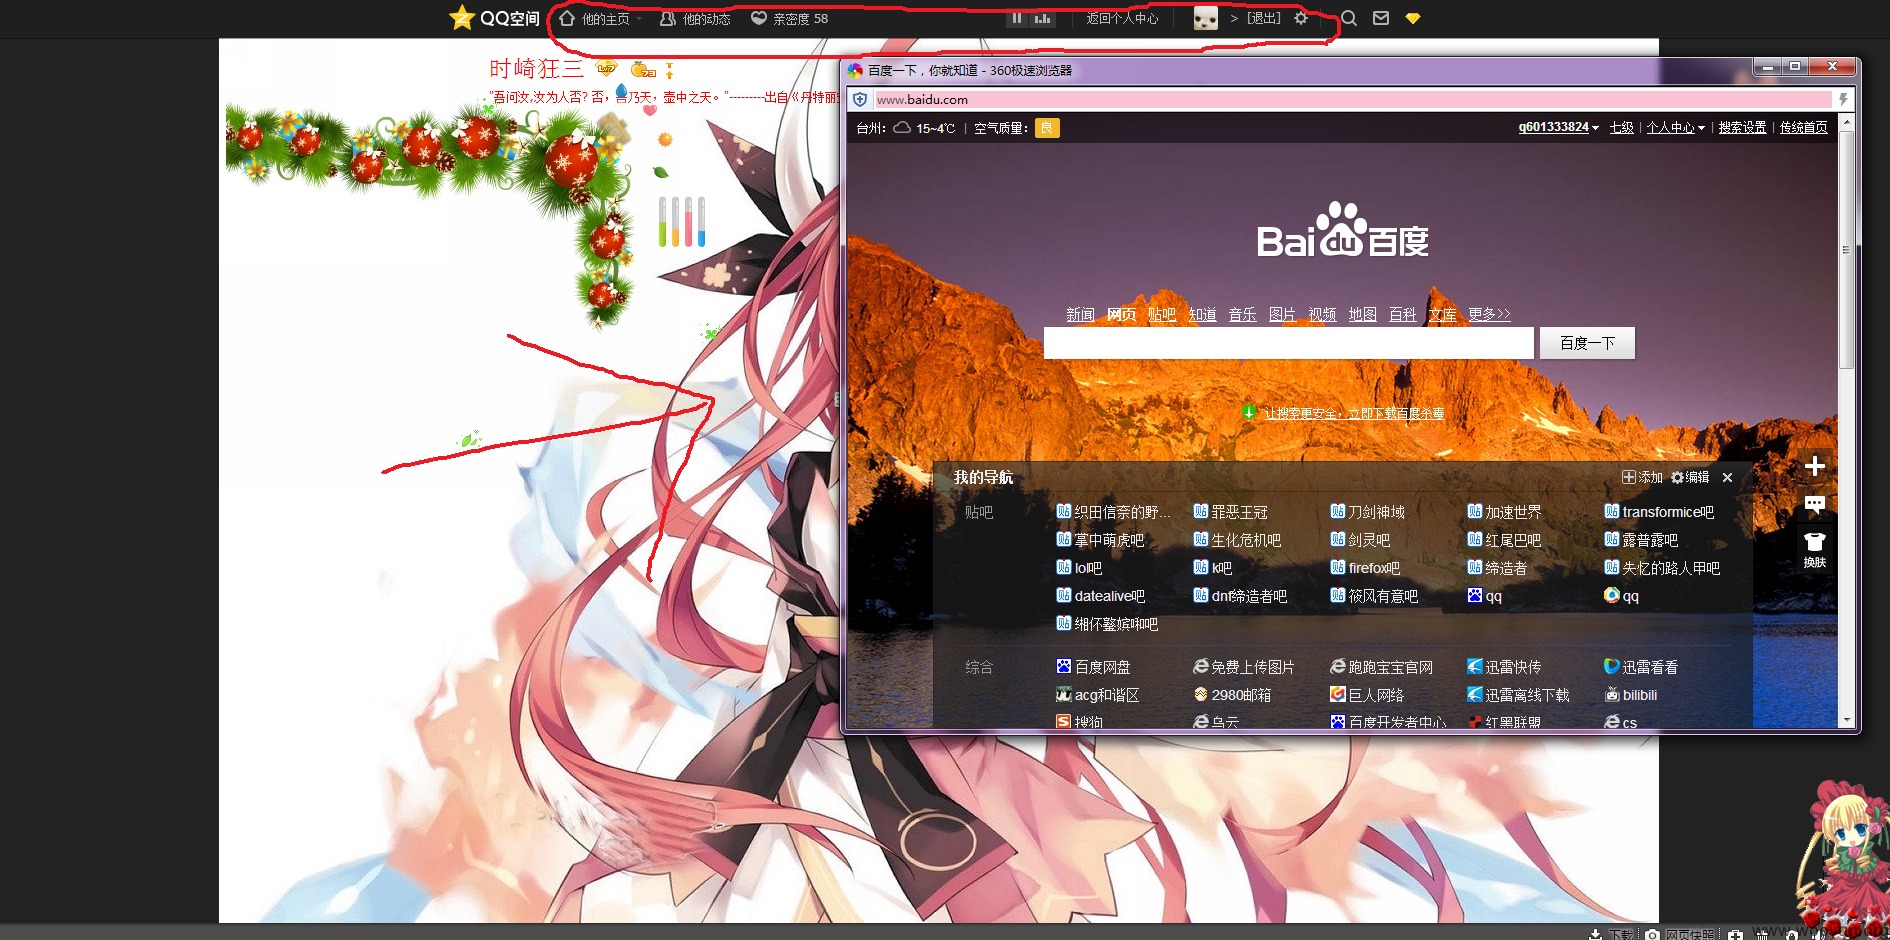 QQ空间 他的主页 他的动态 亲密度 58 返回个人中心 > [退出]
时崎狂三
"吾问汝,汝为人否? 否，吾乃天，壶中之天。"---------出自《丹特丽
百度一下，你就知道 - 360极速浏览器
www.baidu.com
台州： 15~4℃ | 空气质量： 良 q601333824 七级 | 个人中心 | 搜索设置 | 传统首页
Bai du 百度
新闻 网页 贴吧 知道 音乐 图片 视频 地图 百科 文库 更多>>
百度一下
让搜索更安全，立即下载百度杀毒
我的导航 添加 编辑
贴吧 织田信奈的野... 罪恶王冠 刀剑神域 加速世界 transformice吧
掌中萌虎吧 生化危机吧 剑灵吧 红尾巴吧 露普露吧
换肤
lol吧 k吧 firefox吧 缔造者 失忆的路人甲吧
datealive吧 dnf缔造者吧 筱风有意吧 qq qq
综合 百度网盘 免费上传图片 跑跑宝宝官网 迅雷快传 迅雷看看
acg和谐区 2980邮箱 巨人网络 迅雷离线下载 bilibili
搜狗 乌云 百度开发者中心 红黑联盟 cs
下载 网页快照